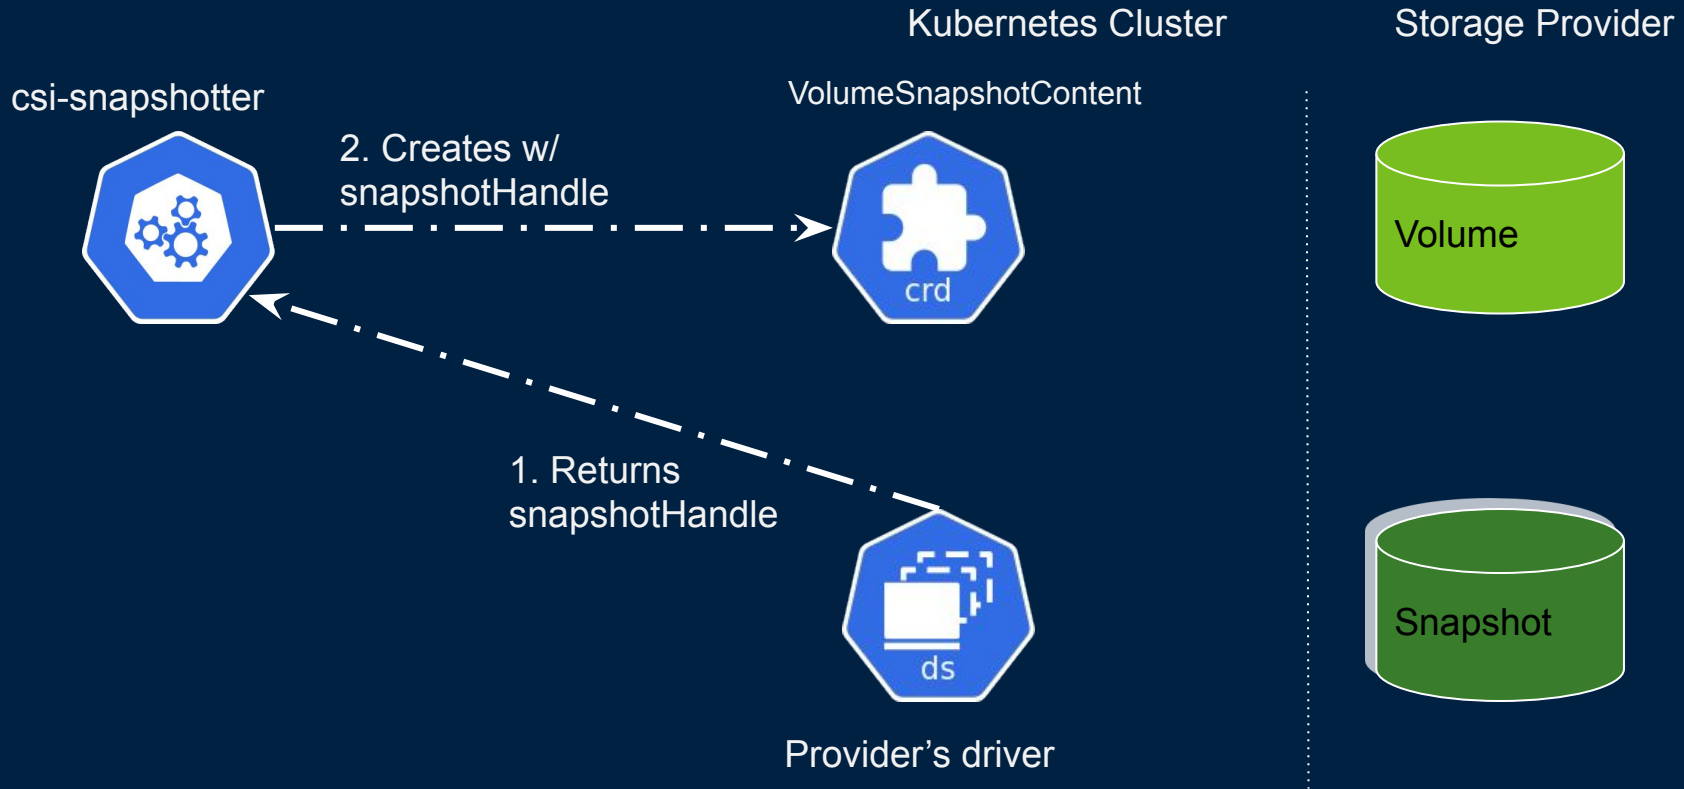 Kubernetes Cluster
Storage Provider
csi-snapshotter
VolumeSnapshotContent
2. Creates w/
snapshotHandle
crd
Volume
1. Returns
snapshotHandle
ds
Snapshot
Provider’s driver